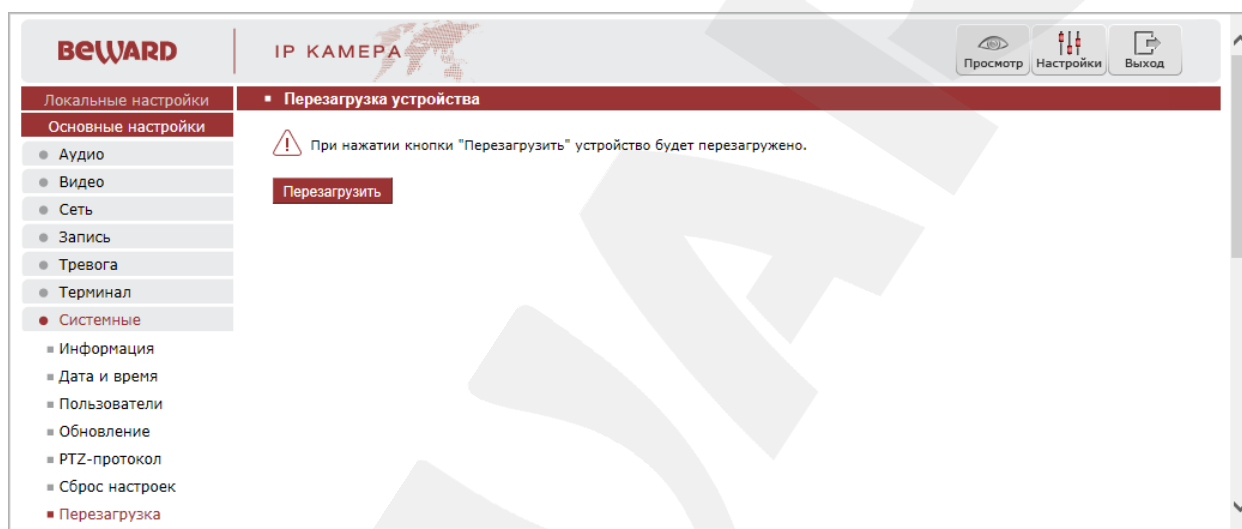 BEWARD
IP КАМЕРА
Просмотр
Настройки
Выход
Локальные настройки
Основные настройки
Аудио
Видео
Сеть
Запись
Тревога
Терминал
Системные
Информация
Дата и время
Пользователи
Обновление
PTZ-протокол
Сброс настроек
Перезагрузка
Перезагрузка устройства
При нажатии кнопки "Перезагрузить" устройство будет перезагружено.
Перезагрузить